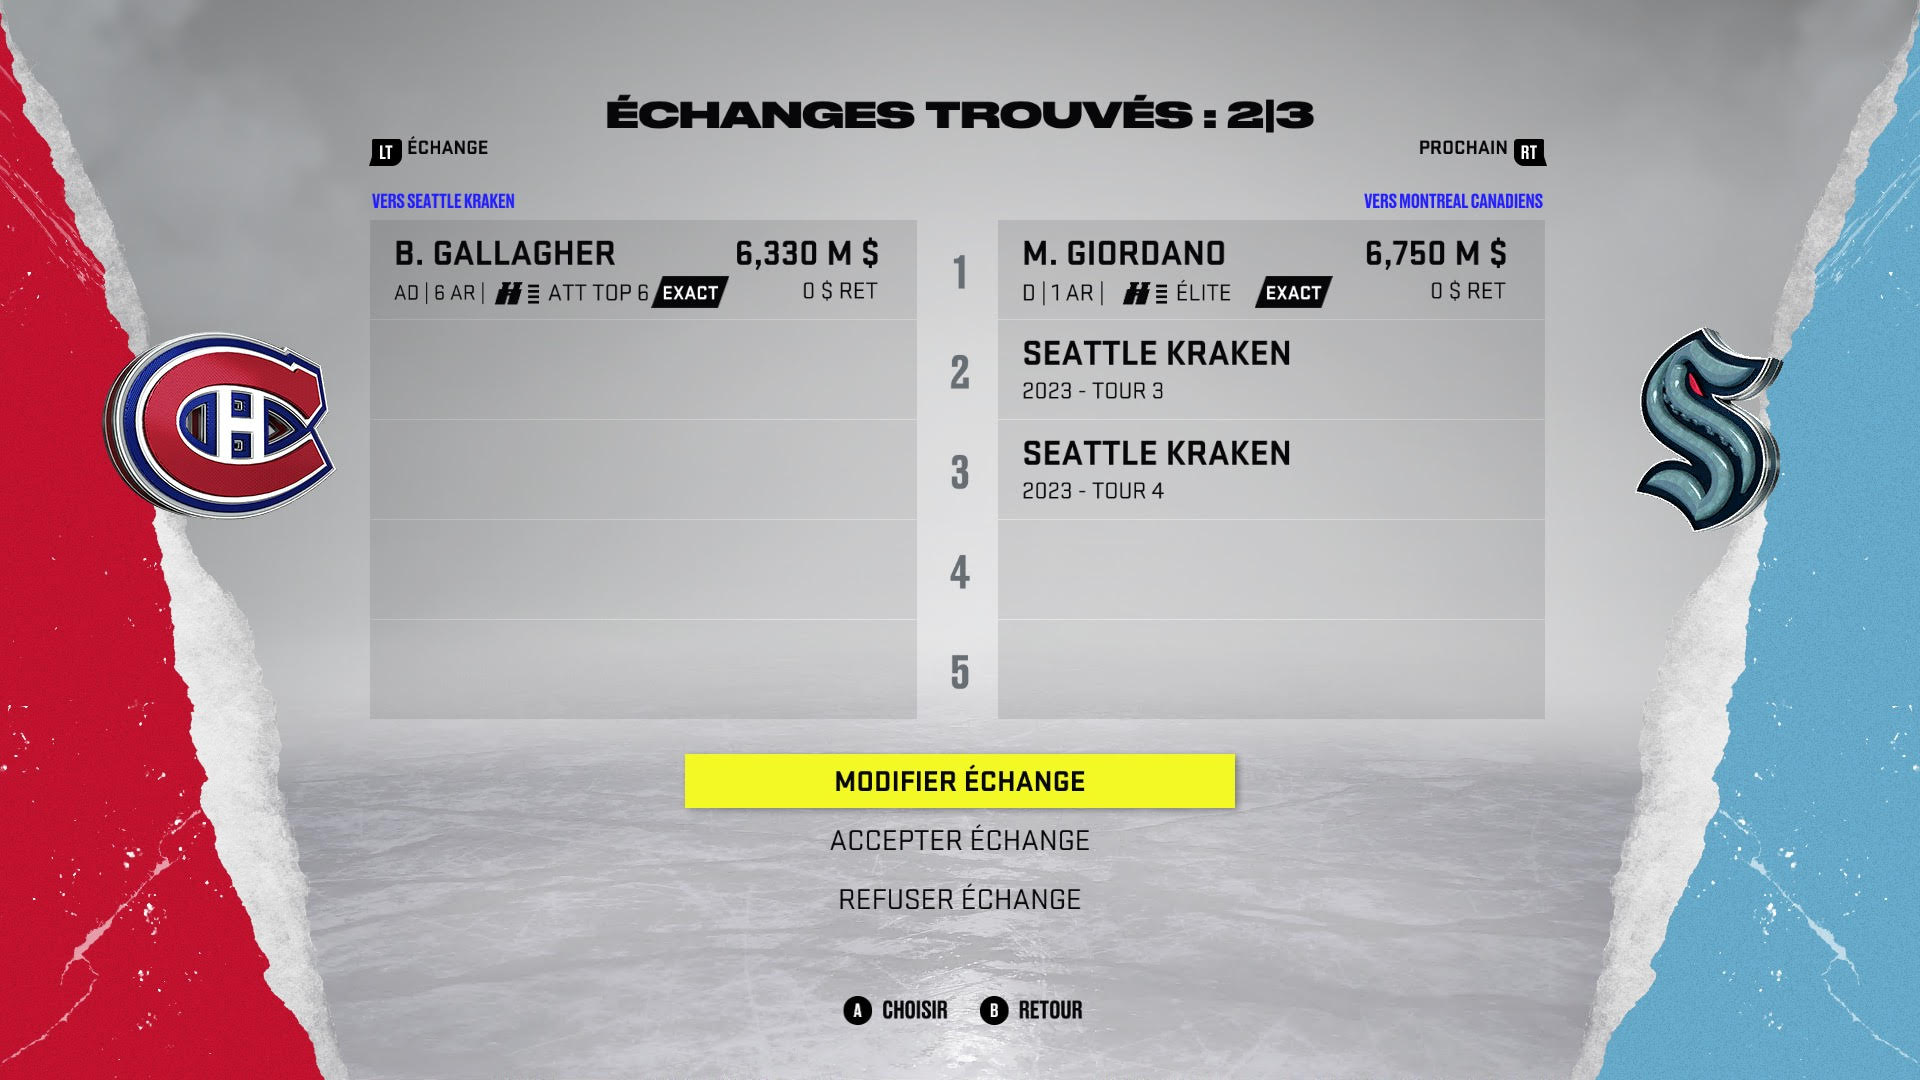 ÉCHANGES TROUVÉS : 2|3
LT ÉCHANGE
PROCHAIN RT
VERS SEATTLE KRAKEN
VERS MONTREAL CANADIENS
B. GALLAGHER 6,330 M $
AD | 6 AR | ATT TOP 6 EXACT 0 $ RET
1
M. GIORDANO 6,750 M $
D | 1 AR | ÉLITE EXACT 0 $ RET
2
SEATTLE KRAKEN
2023 - TOUR 3
3
SEATTLE KRAKEN
2023 - TOUR 4
4
5
MODIFIER ÉCHANGE
ACCEPTER ÉCHANGE
REFUSER ÉCHANGE
A CHOISIR B RETOUR